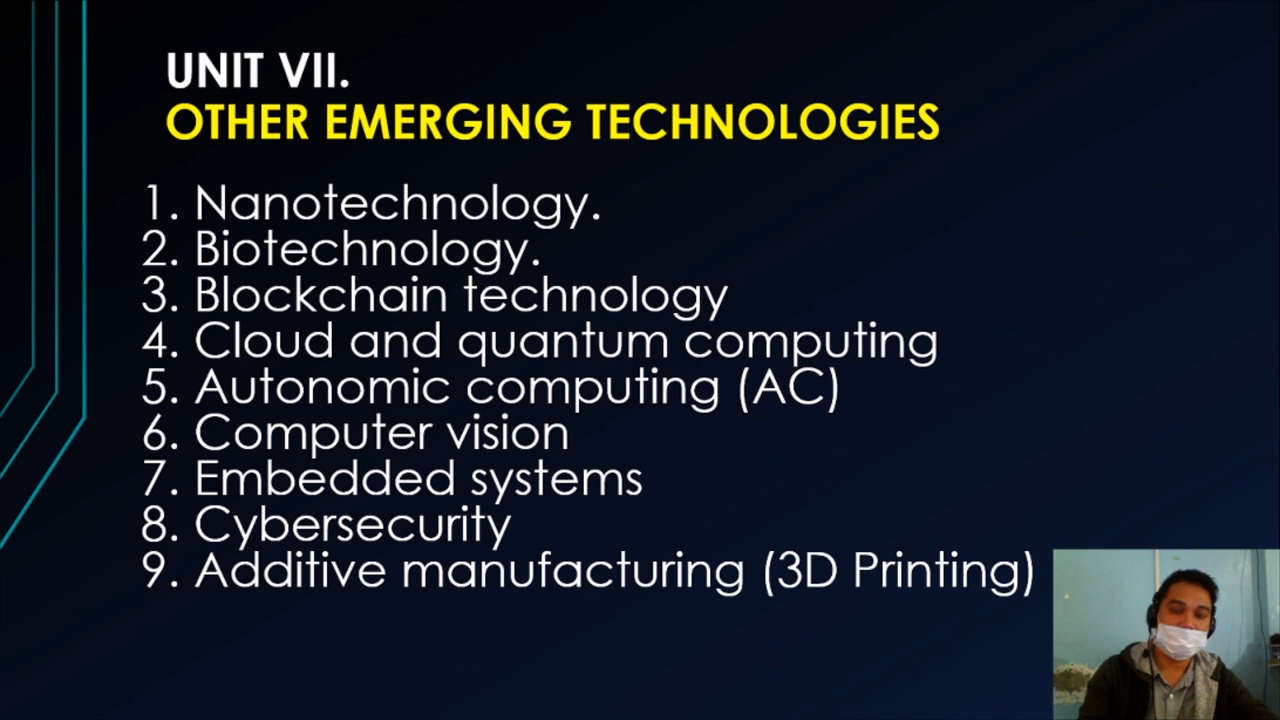 UNIT VII.
OTHER EMERGING TECHNOLOGIES
1. Nanotechnology.
2. Biotechnology.
3. Blockchain technology
4. Cloud and quantum computing
5. Autonomic computing (AC)
6. Computer vision
7. Embedded systems
8. Cybersecurity
9. Additive manufacturing (3D Printing)